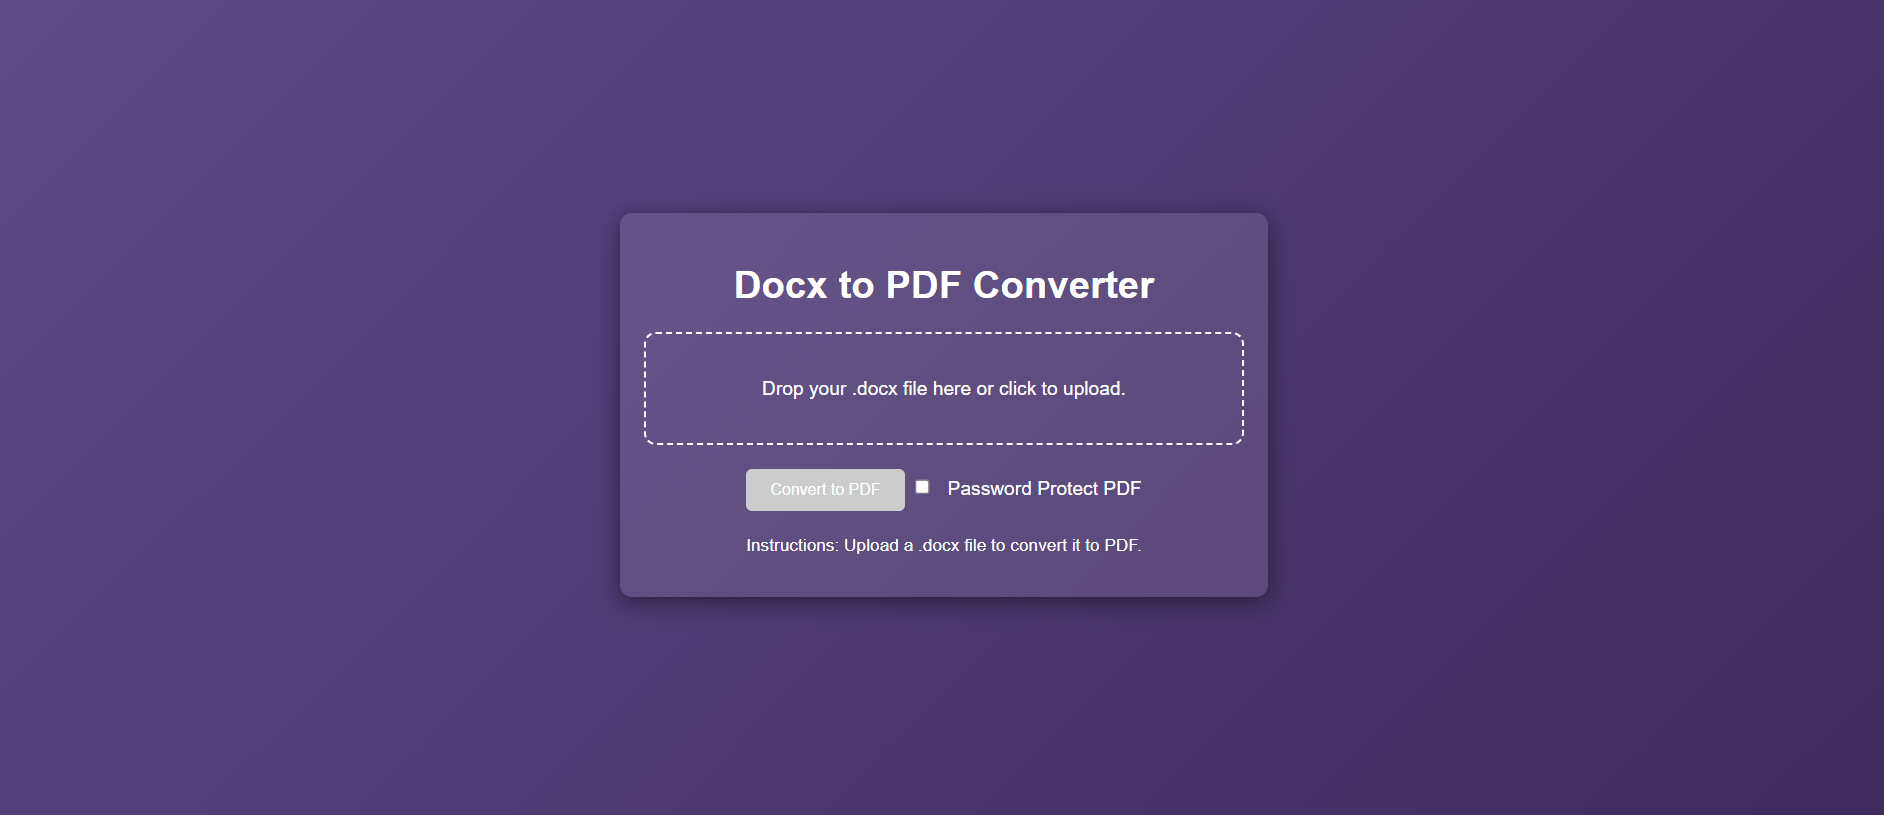 Docx to PDF Converter
Drop your .docx file here or click to upload.
Convert to PDF Password Protect PDF
Instructions: Upload a .docx file to convert it to PDF.